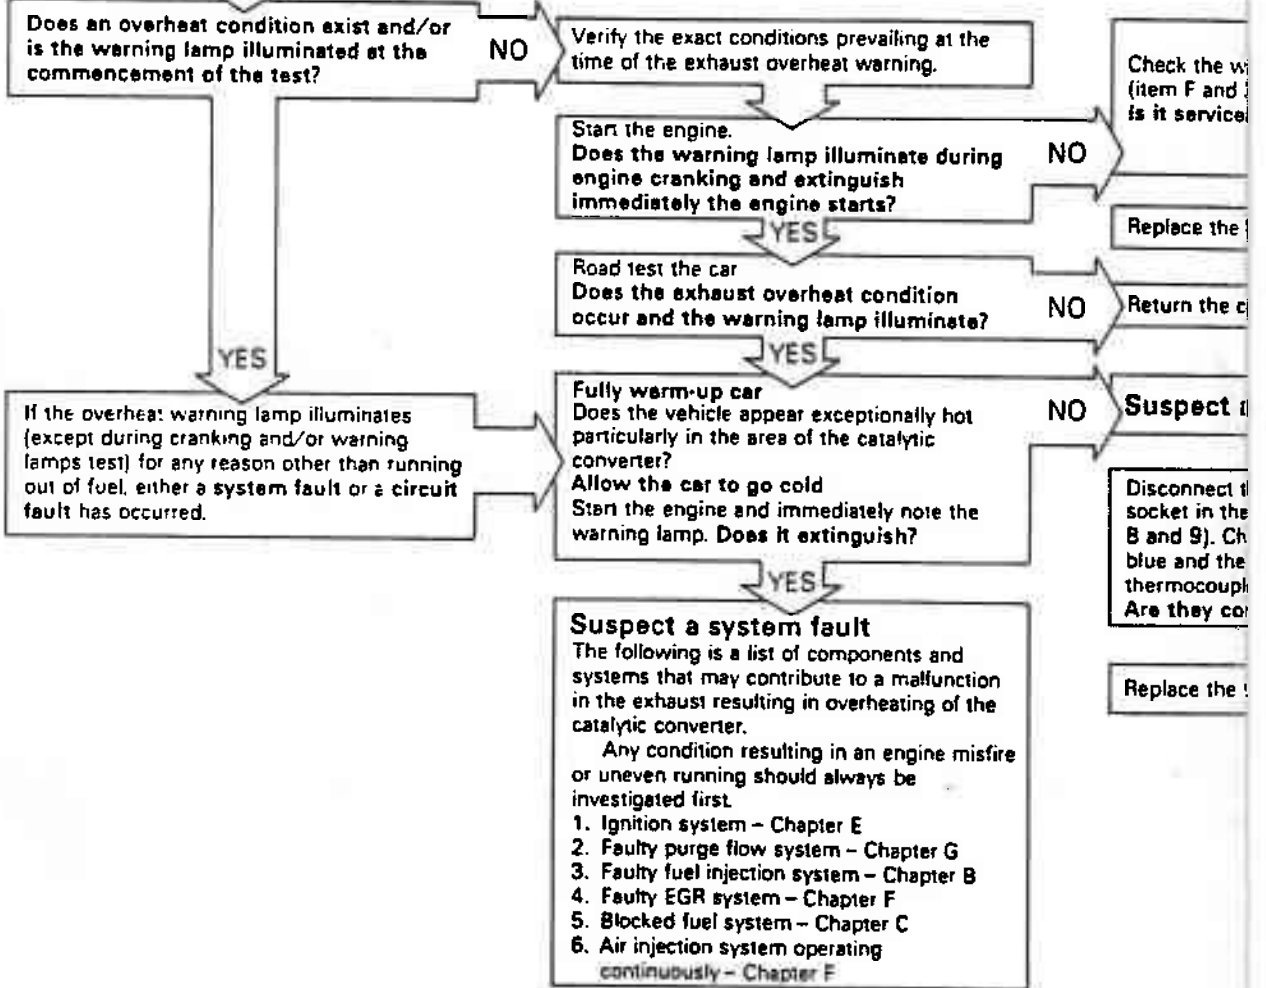 Does an overheat condition exist and/or
is the warning lamp illuminated at the
commencement of the test?
NO
Verify the exact conditions prevailing at the
time of the exhaust overheat warning.
Check the
(item F and
Is it
Start the engine.
Does the warning lamp illuminate during
engine cranking and extinguish
immediately the engine starts?
NO
YES
Replace the
Road test the car
Does the exhaust overheat condition
occur and the warning lamp illuminate?
NO
Return the
YES
YES
If the overheat warning lamp illuminates
(except during cranking and/or warning
lamps test) for any reason other than running
out of fuel, either a system fault or a circuit
fault has occurred.
Fully warm-up car
Does the vehicle appear exceptionally hot
particularly in the area of the catalytic
converter?
Allow the car to go cold
Start the engine and immediately note the
warning lamp. Does it extinguish?
NO
Suspect
Disconnect
socket in the
B and 9).
blue and the
Are they
YES
Suspect a system fault
The following is a list of components and
systems that may contribute to a malfunction
in the exhaust resulting in overheating of the
catalytic converter.
Any condition resulting in an engine misfire
or uneven running should always be
investigated first.
1. Ignition system – Chapter E
2. Faulty purge flow system – Chapter G
3. Faulty fuel injection system – Chapter B
4. Faulty EGR system – Chapter F
5. Blocked fuel system – Chapter C
6. Air injection system operating
continuously – Chapter F
Replace the